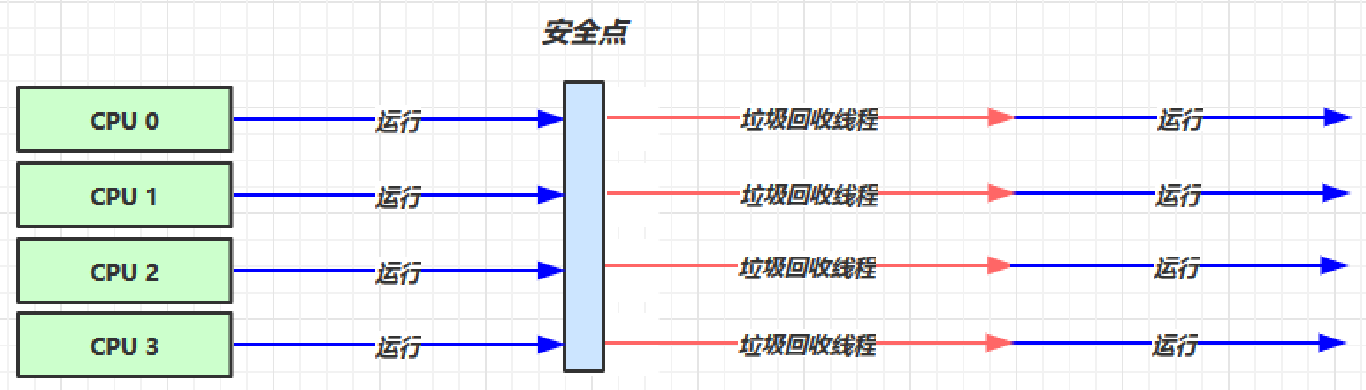 安全点
CPU 0 运行 垃圾回收线程 运行
CPU 1 运行 垃圾回收线程 运行
CPU 2 运行 垃圾回收线程 运行
CPU 3 运行 垃圾回收线程 运行